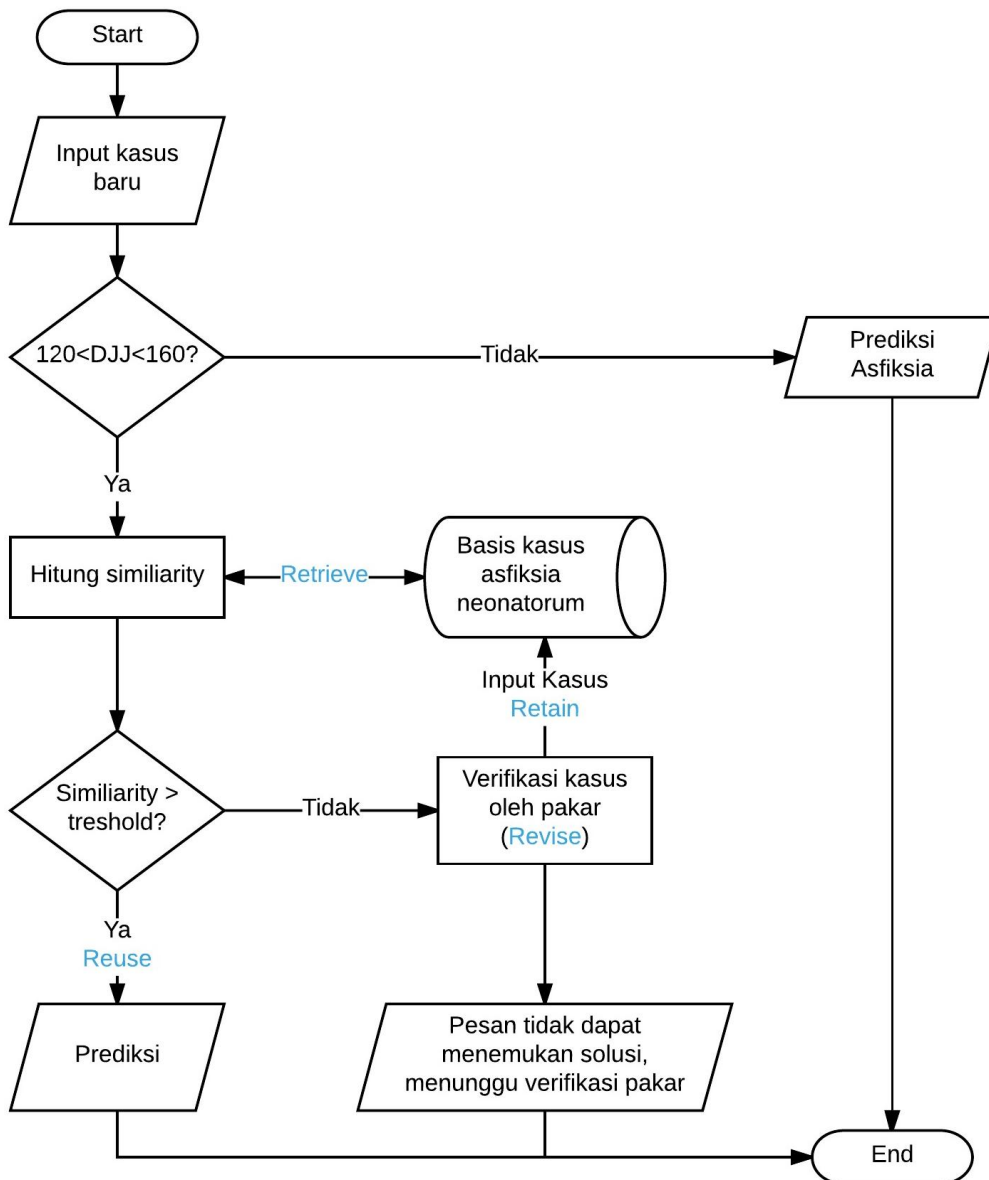 Start
Input kasus
baru
120<DJJ<160?
Tidak
Prediksi
Asfiksia
Ya
Hitung similiarity
Retrieve
Basis kasus
asfiksia
neonatorum
Input Kasus
Retain
Similiarity >
treshold?
Tidak
Verifikasi kasus
oleh pakar
(Revise)
Ya
Reuse
Prediksi
Pesan tidak dapat
menemukan solusi,
menunggu verifikasi pakar
End